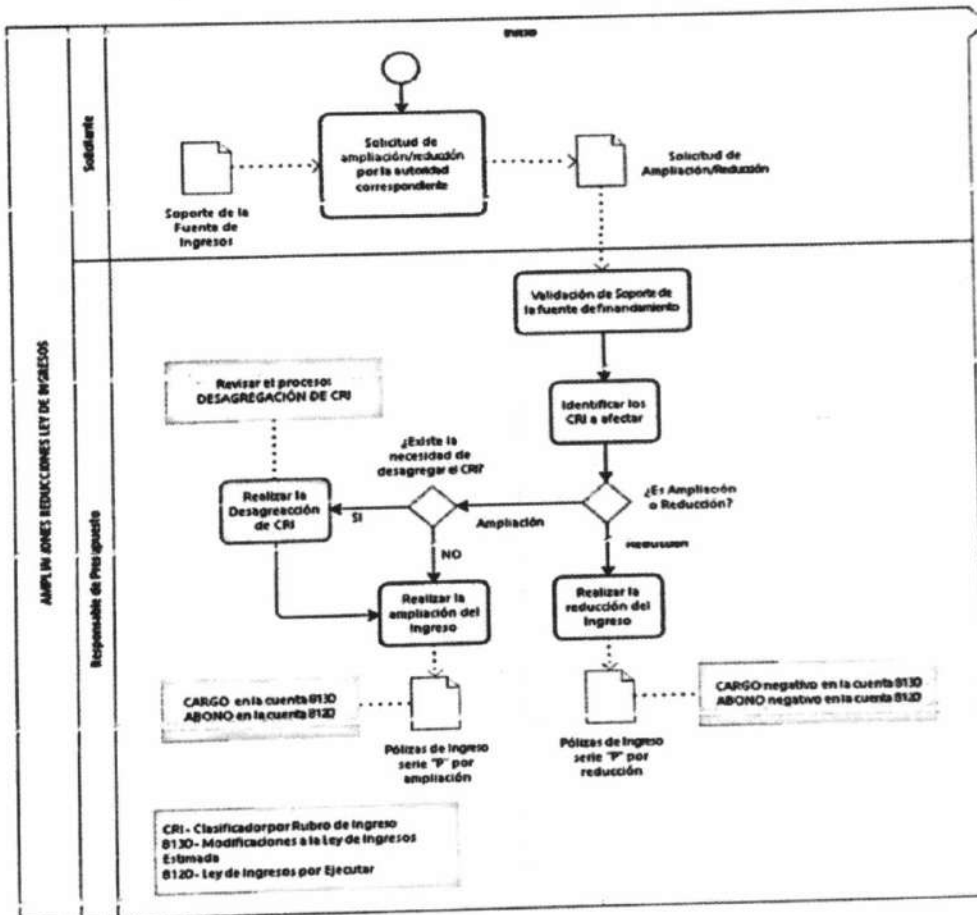 Inicio
AMPLIACIONES REDUCCIONES LEY DE INGRESOS
Solicitante
Solicitud de
ampliación/reducción
por la autoridad
correspondiente
Soporte de la
Fuente de
Ingresos
Solicitud de
Ampliación/Reducción
Responsable de Presupuesto
Validación de Soporte de
la fuente de financiamiento
Revisar el proceso:
DESAGREGACIÓN DE CRI
Identificar los
CRI a afectar
¿Existe la
necesidad de
desagregar el CRI?
¿Es Ampliación
o Reducción?
Realizar la
Desagreacción
de CRI
SI
Ampliación
NO
Reducción
Realizar la
ampliación del
Ingreso
Realizar la
reducción del
Ingreso
CARGO en la cuenta 8130
ABONO en la cuenta 8120
CARGO negativo en la cuenta 8130
ABONO negativo en la cuenta 8120
Pólizas de Ingreso
serie "P" por
ampliación
Pólizas de Ingreso
serie "P" por
reducción
CRI - Clasificador por Rubro de Ingreso
8130 - Modificaciones a la Ley de Ingresos
Estimada
8120 - Ley de Ingresos por Ejecutar